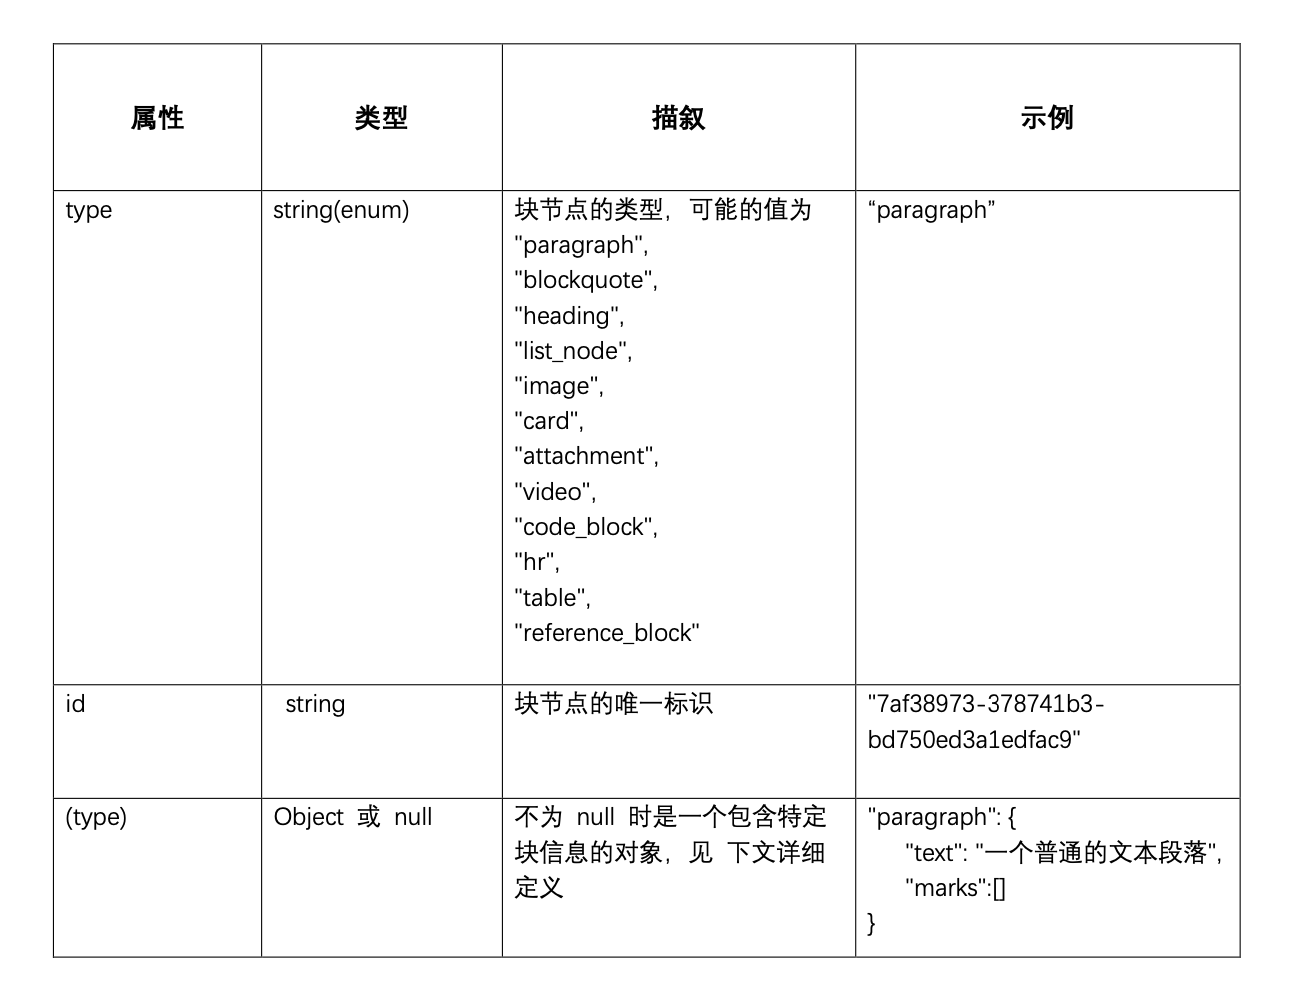 属性
类型
描叙
示例
type
string(enum)
块节点的类型，可能的值为
"paragraph",
"blockquote",
"heading",
"list_node",
"image",
"card",
"attachment",
"video",
"code_block",
"hr",
"table",
"reference_block"
“paragraph”
id
string
块节点的唯一标识
"7af38973-378741b3-
bd750ed3a1edfac9"
(type)
Object 或 null
不为 null 时是一个包含特定
块信息的对象，见 下文详细
定义
"paragraph": {
"text": "一个普通的文本段落",
"marks":[]
}